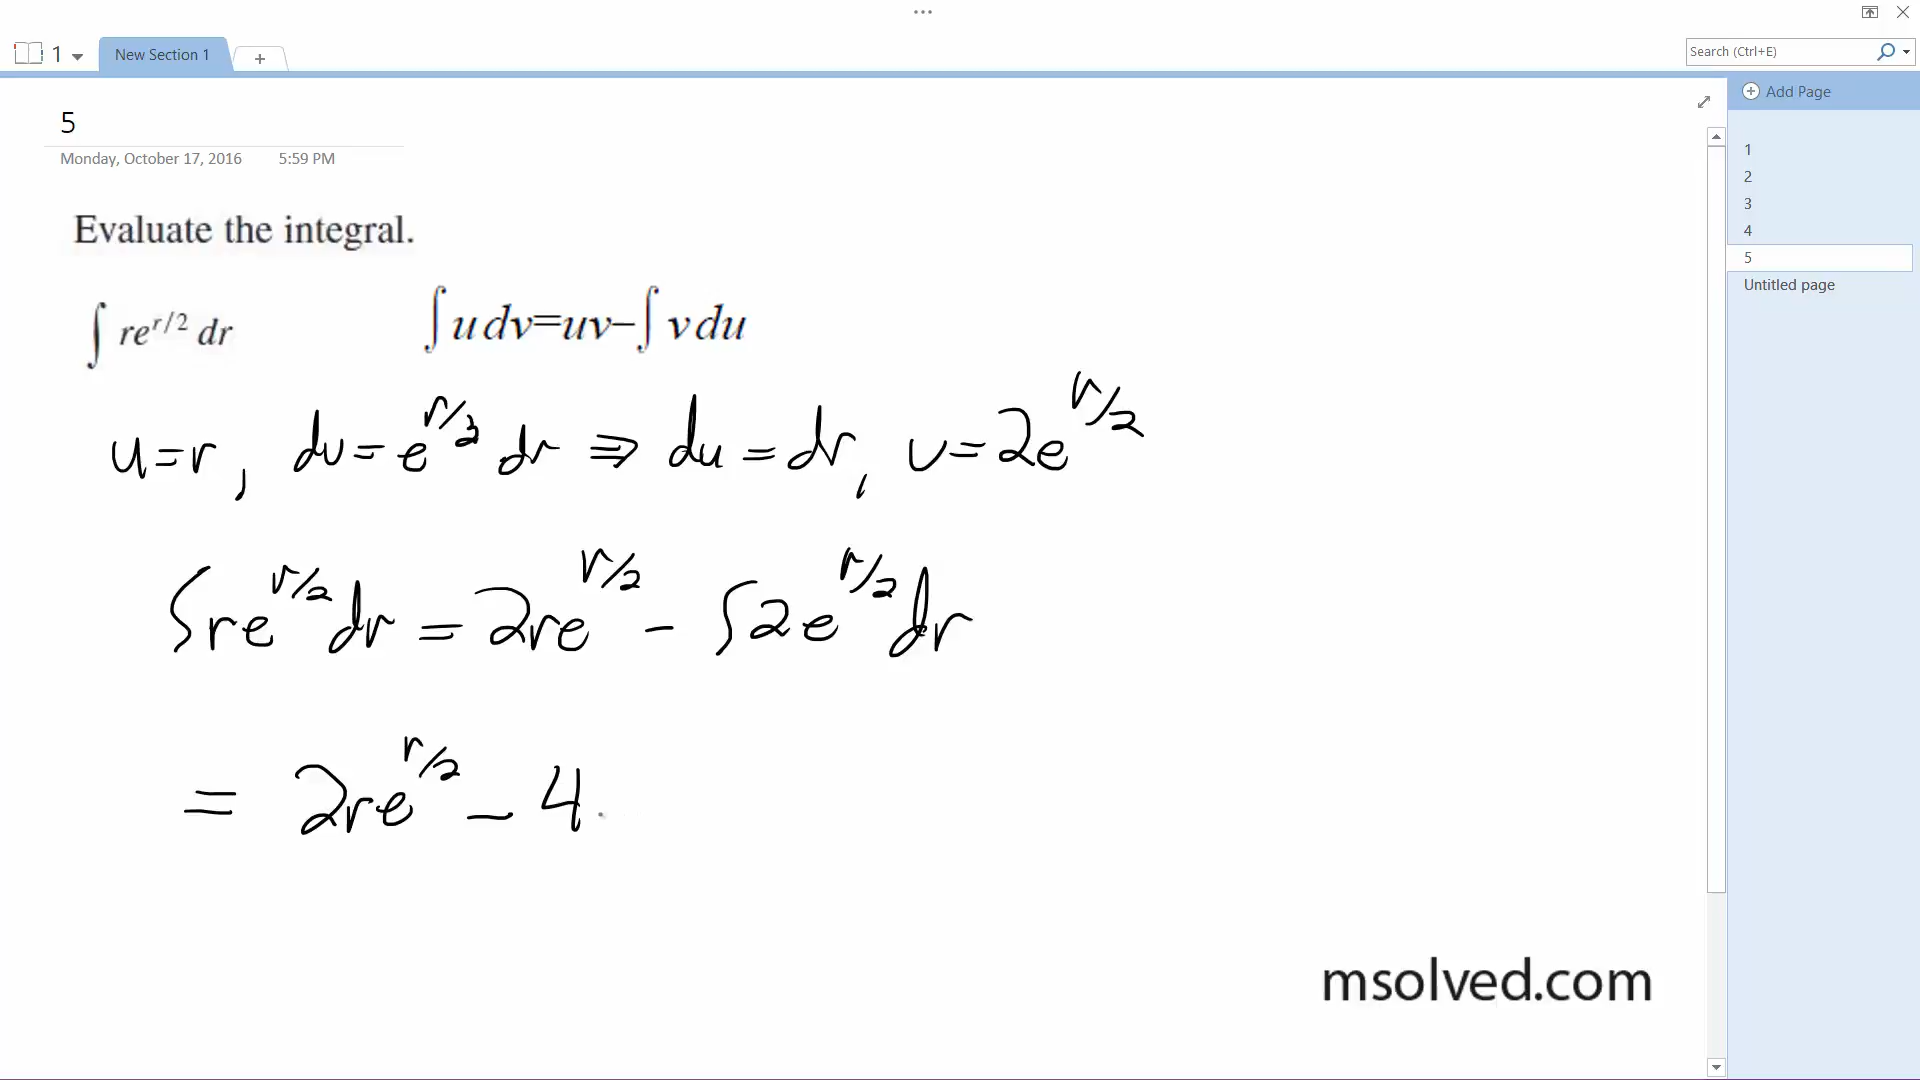 ...
1 New Section 1 +
Search (Ctrl+E)
Add Page
5
Monday, October 17, 2016 5:59 PM
Evaluate the integral.
∫ re^{r/2} dr ∫ u dv=uv–∫ v du
u=r, dv=e^{r/2} dr ⇒ du=dr, v=2e^{r/2}
∫re^{r/2}dr = 2re^{r/2} – ∫2e^{r/2}dr
= 2re^{r/2} – 4
msolved.com
1
2
3
4
5
Untitled page